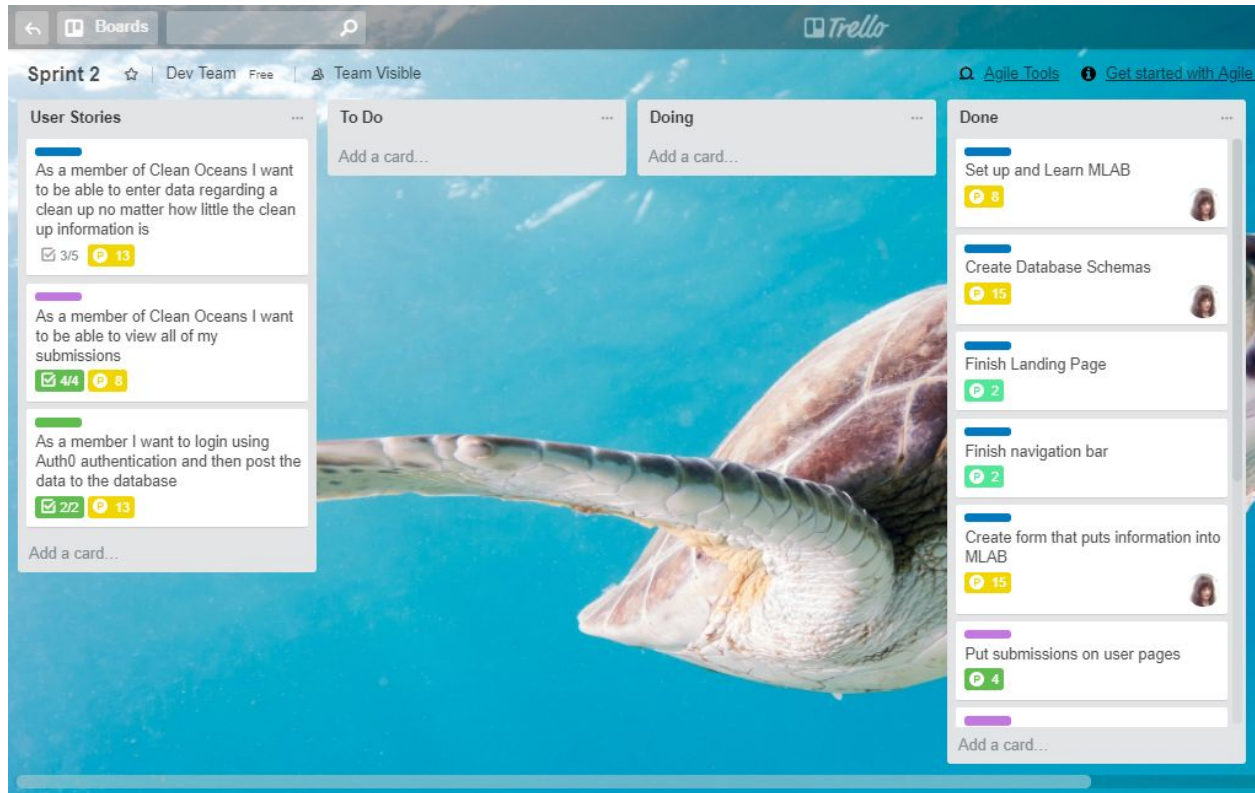 Boards
Trello
Sprint 2
Dev Team Free
Team Visible
Agile Tools
Get started with Agile
User Stories
As a member of Clean Oceans I want
to be able to enter data regarding a
clean up no matter how little the clean
up information is
3/5 P 13
As a member of Clean Oceans I want
to be able to view all of my
submissions
4/4 P 8
As a member I want to login using
Auth0 authentication and then post the
data to the database
2/2 P 13
Add a card...
To Do
Add a card...
Doing
Add a card...
Done
Set up and Learn MLAB
P 8
Create Database Schemas
P 15
Finish Landing Page
P 2
Finish navigation bar
P 2
Create form that puts information into
MLAB
P 15
Put submissions on user pages
P 4
Add a card...